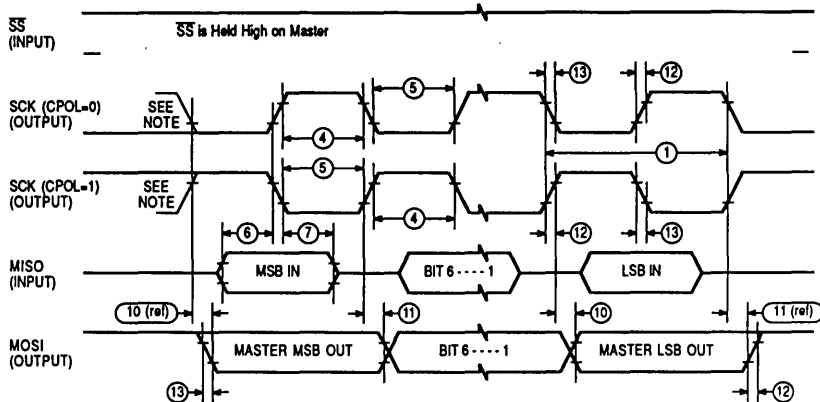 SS
(INPUT)
SS is Held High on Master
13
12
SCK (CPOL=0)
(OUTPUT)
SEE
NOTE
5
4
1
SCK (CPOL=1)
(OUTPUT)
SEE
NOTE
5
4
12
13
6
7
MISO
(INPUT)
MSB IN
BIT 6 - - - - 1
LSB IN
10 (ref)
11
10
11 (ref)
MOSI
(OUTPUT)
MASTER MSB OUT
BIT 6 - - - - 1
MASTER LSB OUT
13
12